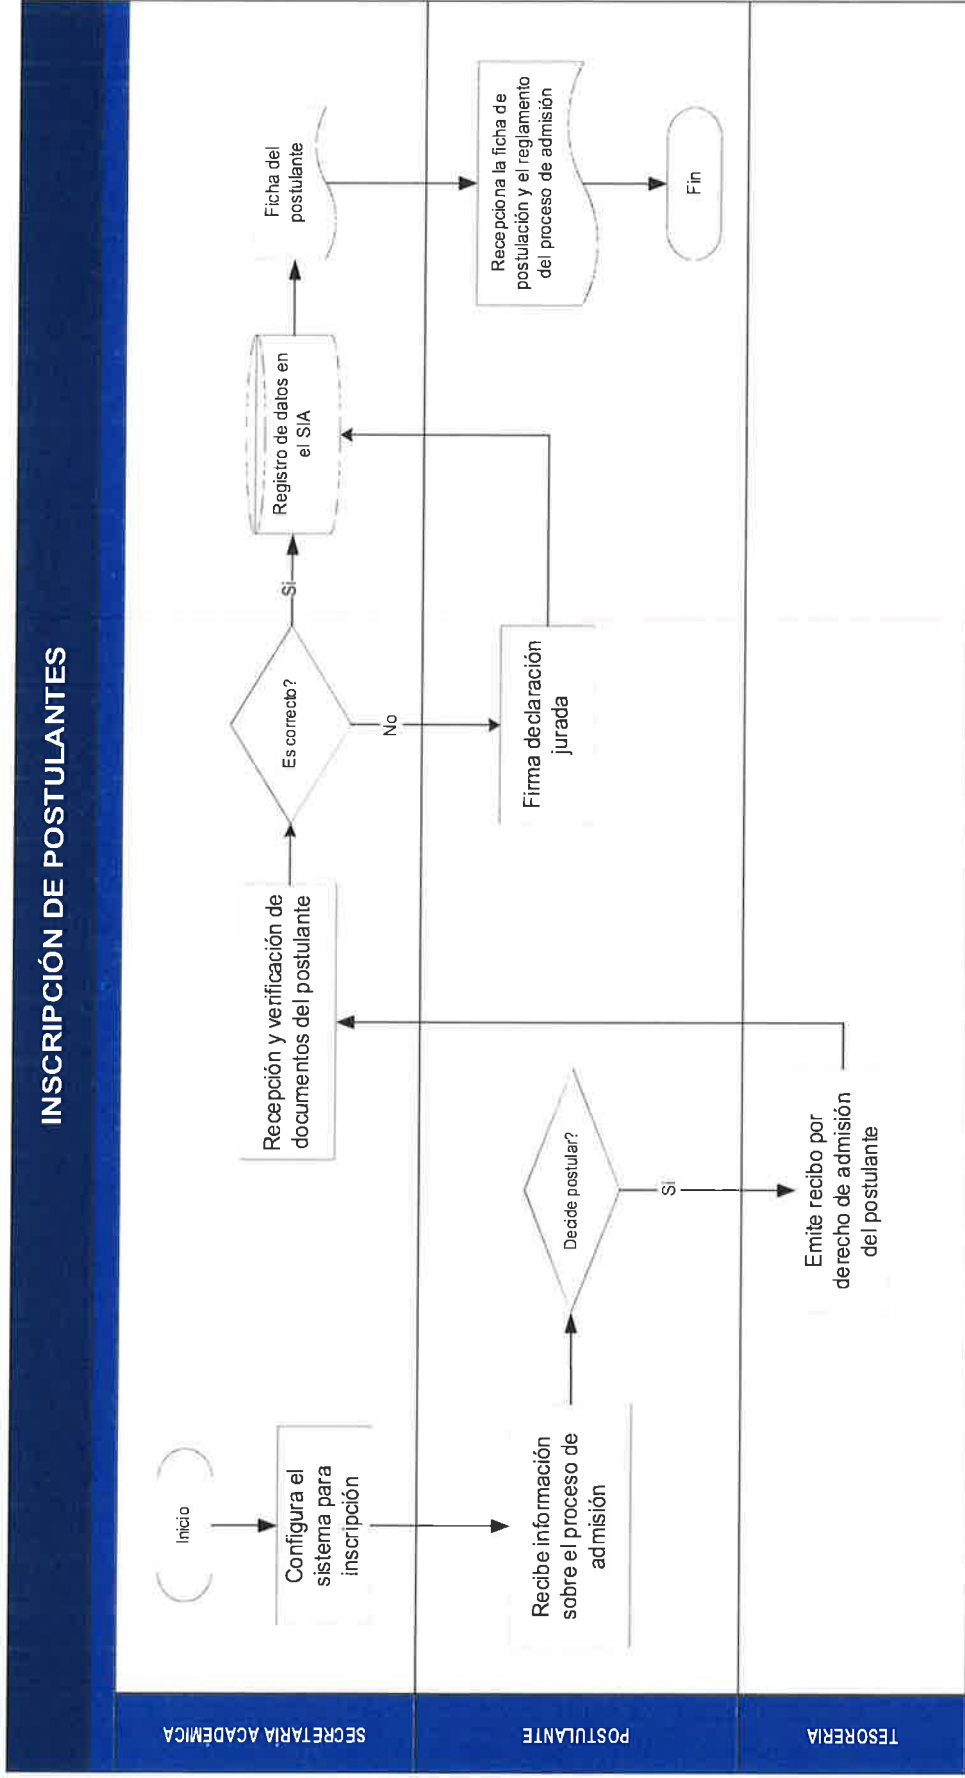 INSCRIPCIÓN DE POSTULANTES
SECRETARÍA ACADÉMICA
Inicio
Configura el
sistema para
inscripción
Recepción y verificación de
documentos del postulante
Es correcto?
Si
No
Registro de datos en
el SIA
Ficha del
postulante
POSTULANTE
Recibe información
sobre el proceso de
admisión
Decide postular?
Si
Firma declaración
jurada
Recepciona la ficha de
postulación y el reglamento
del proceso de admisión
Fin
TESORERIA
Emite recibo por
derecho de admisión
del postulante